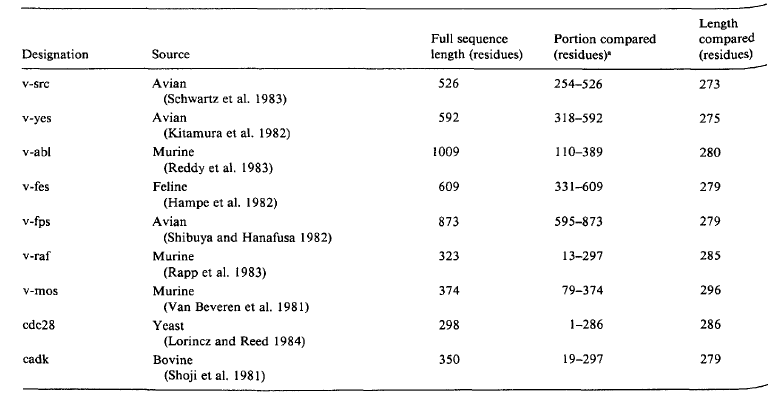 Designation Source Full sequence length (residues) Portion compared (residues)ᵃ Length compared (residues)
v-src Avian 526 254–526 273
(Schwartz et al. 1983)
v-yes Avian 592 318–592 275
(Kitamura et al. 1982)
v-abl Murine 1009 110–389 280
(Reddy et al. 1983)
v-fes Feline 609 331–609 279
(Hampe et al. 1982)
v-fps Avian 873 595–873 279
(Shibuya and Hanafusa 1982)
v-raf Murine 323 13–297 285
(Rapp et al. 1983)
v-mos Murine 374 79–374 296
(Van Beveren et al. 1981)
cdc28 Yeast 298 1–286 286
(Lorincz and Reed 1984)
cadk Bovine 350 19–297 279
(Shoji et al. 1981)